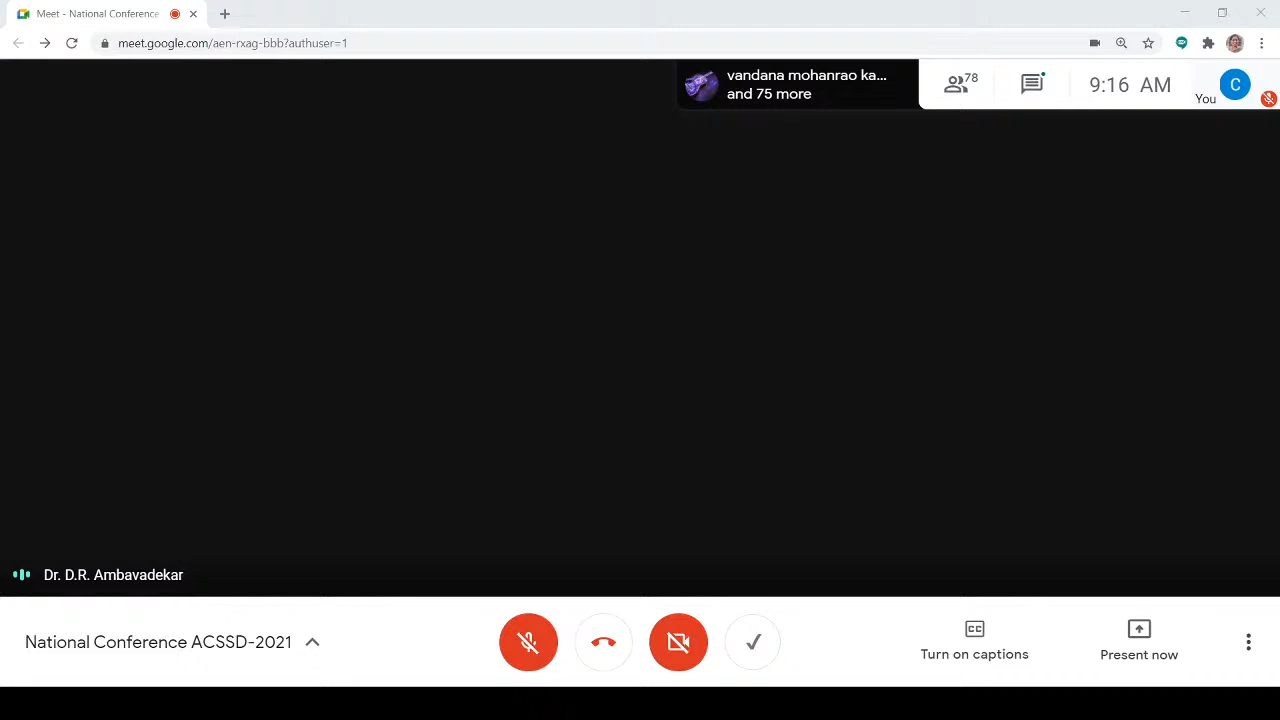 Meet - National Conference
meet.google.com/aen-rxag-bbb?authuser=1
vandana mohanrao ka...
and 75 more
78
9:16 AM
You
C
Dr. D.R. Ambavadekar
National Conference ACSSD-2021
CC
Turn on captions
Present now